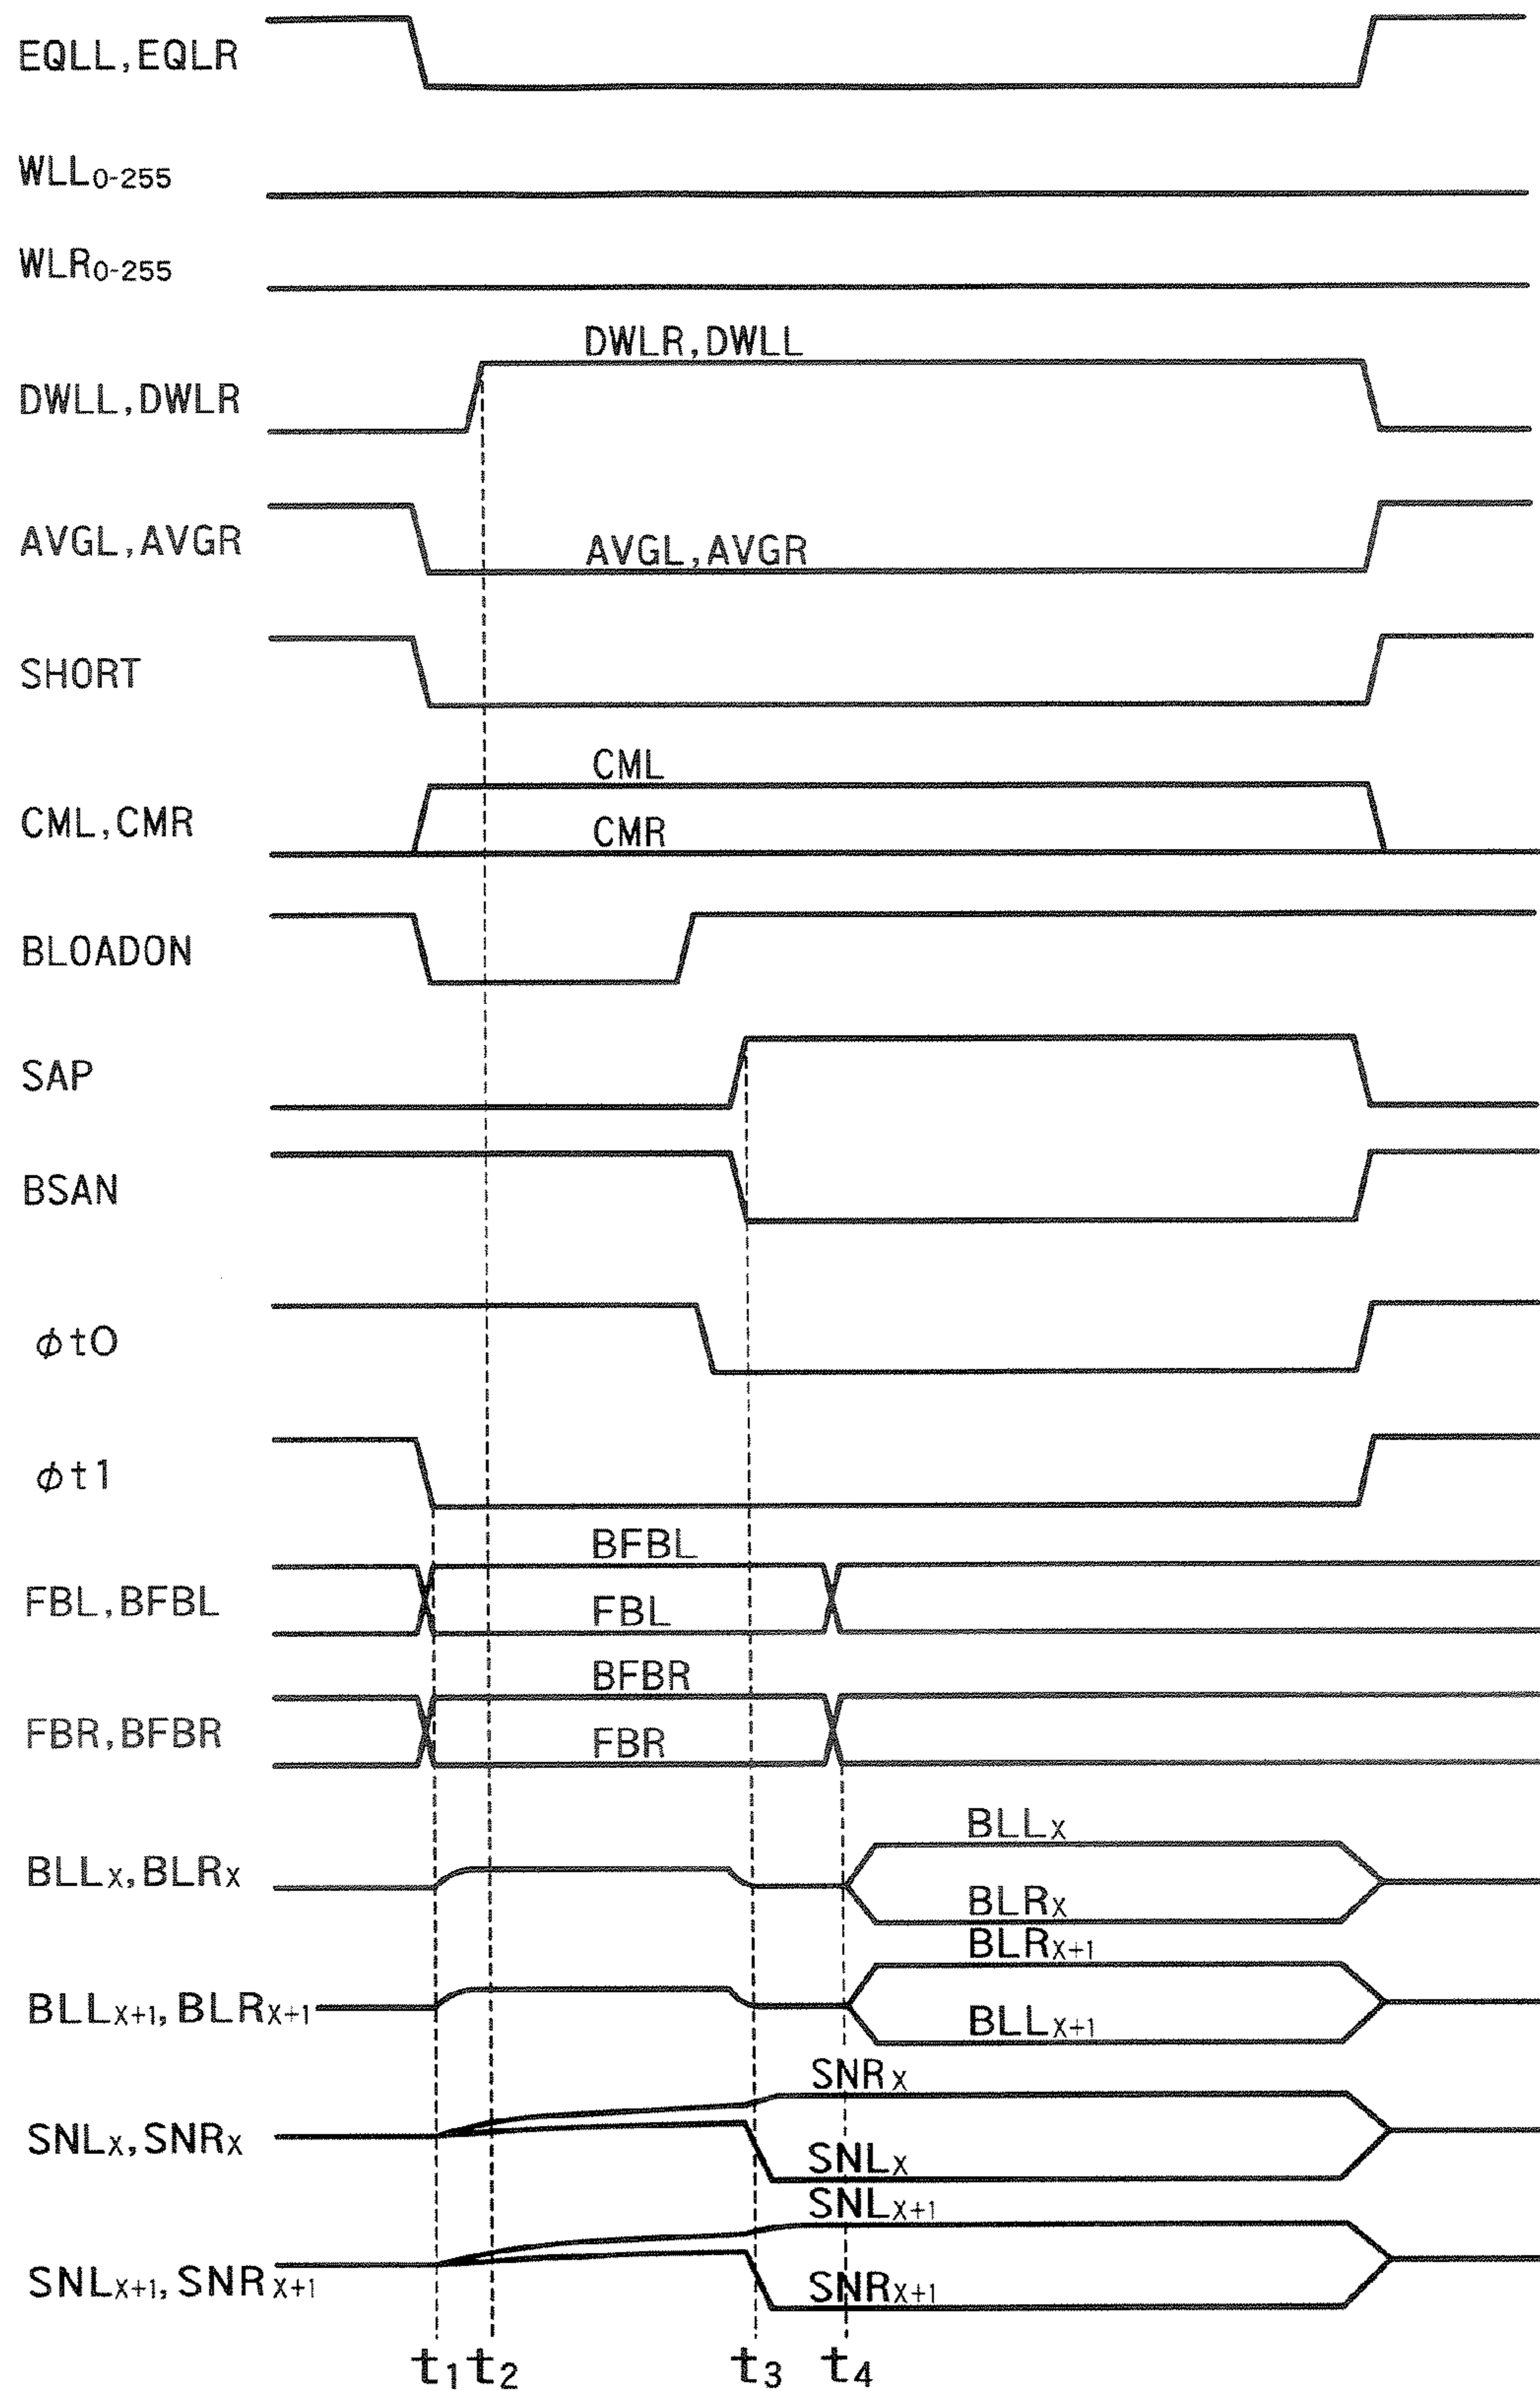 EQLL, EQLR
WLL0-255
WLR0-255
DWLR, DWLL
DWLL, DWLR
AVGL, AVGR
AVGL, AVGR
SHORT
CML
CML, CMR
CMR
BLOADON
SAP
BSAN
φt0
φt1
BFBL
FBL, BFBL
FBL
BFBR
FBR, BFBR
FBR
BLLX
BLLX, BLRX
BLRX
BLRX+1
BLLX+1, BLRX+1
BLLX+1
SNRX
SNLX, SNRX
SNLX
SNLX+1
SNLX+1, SNRX+1
SNRX+1
t1 t2 t3 t4